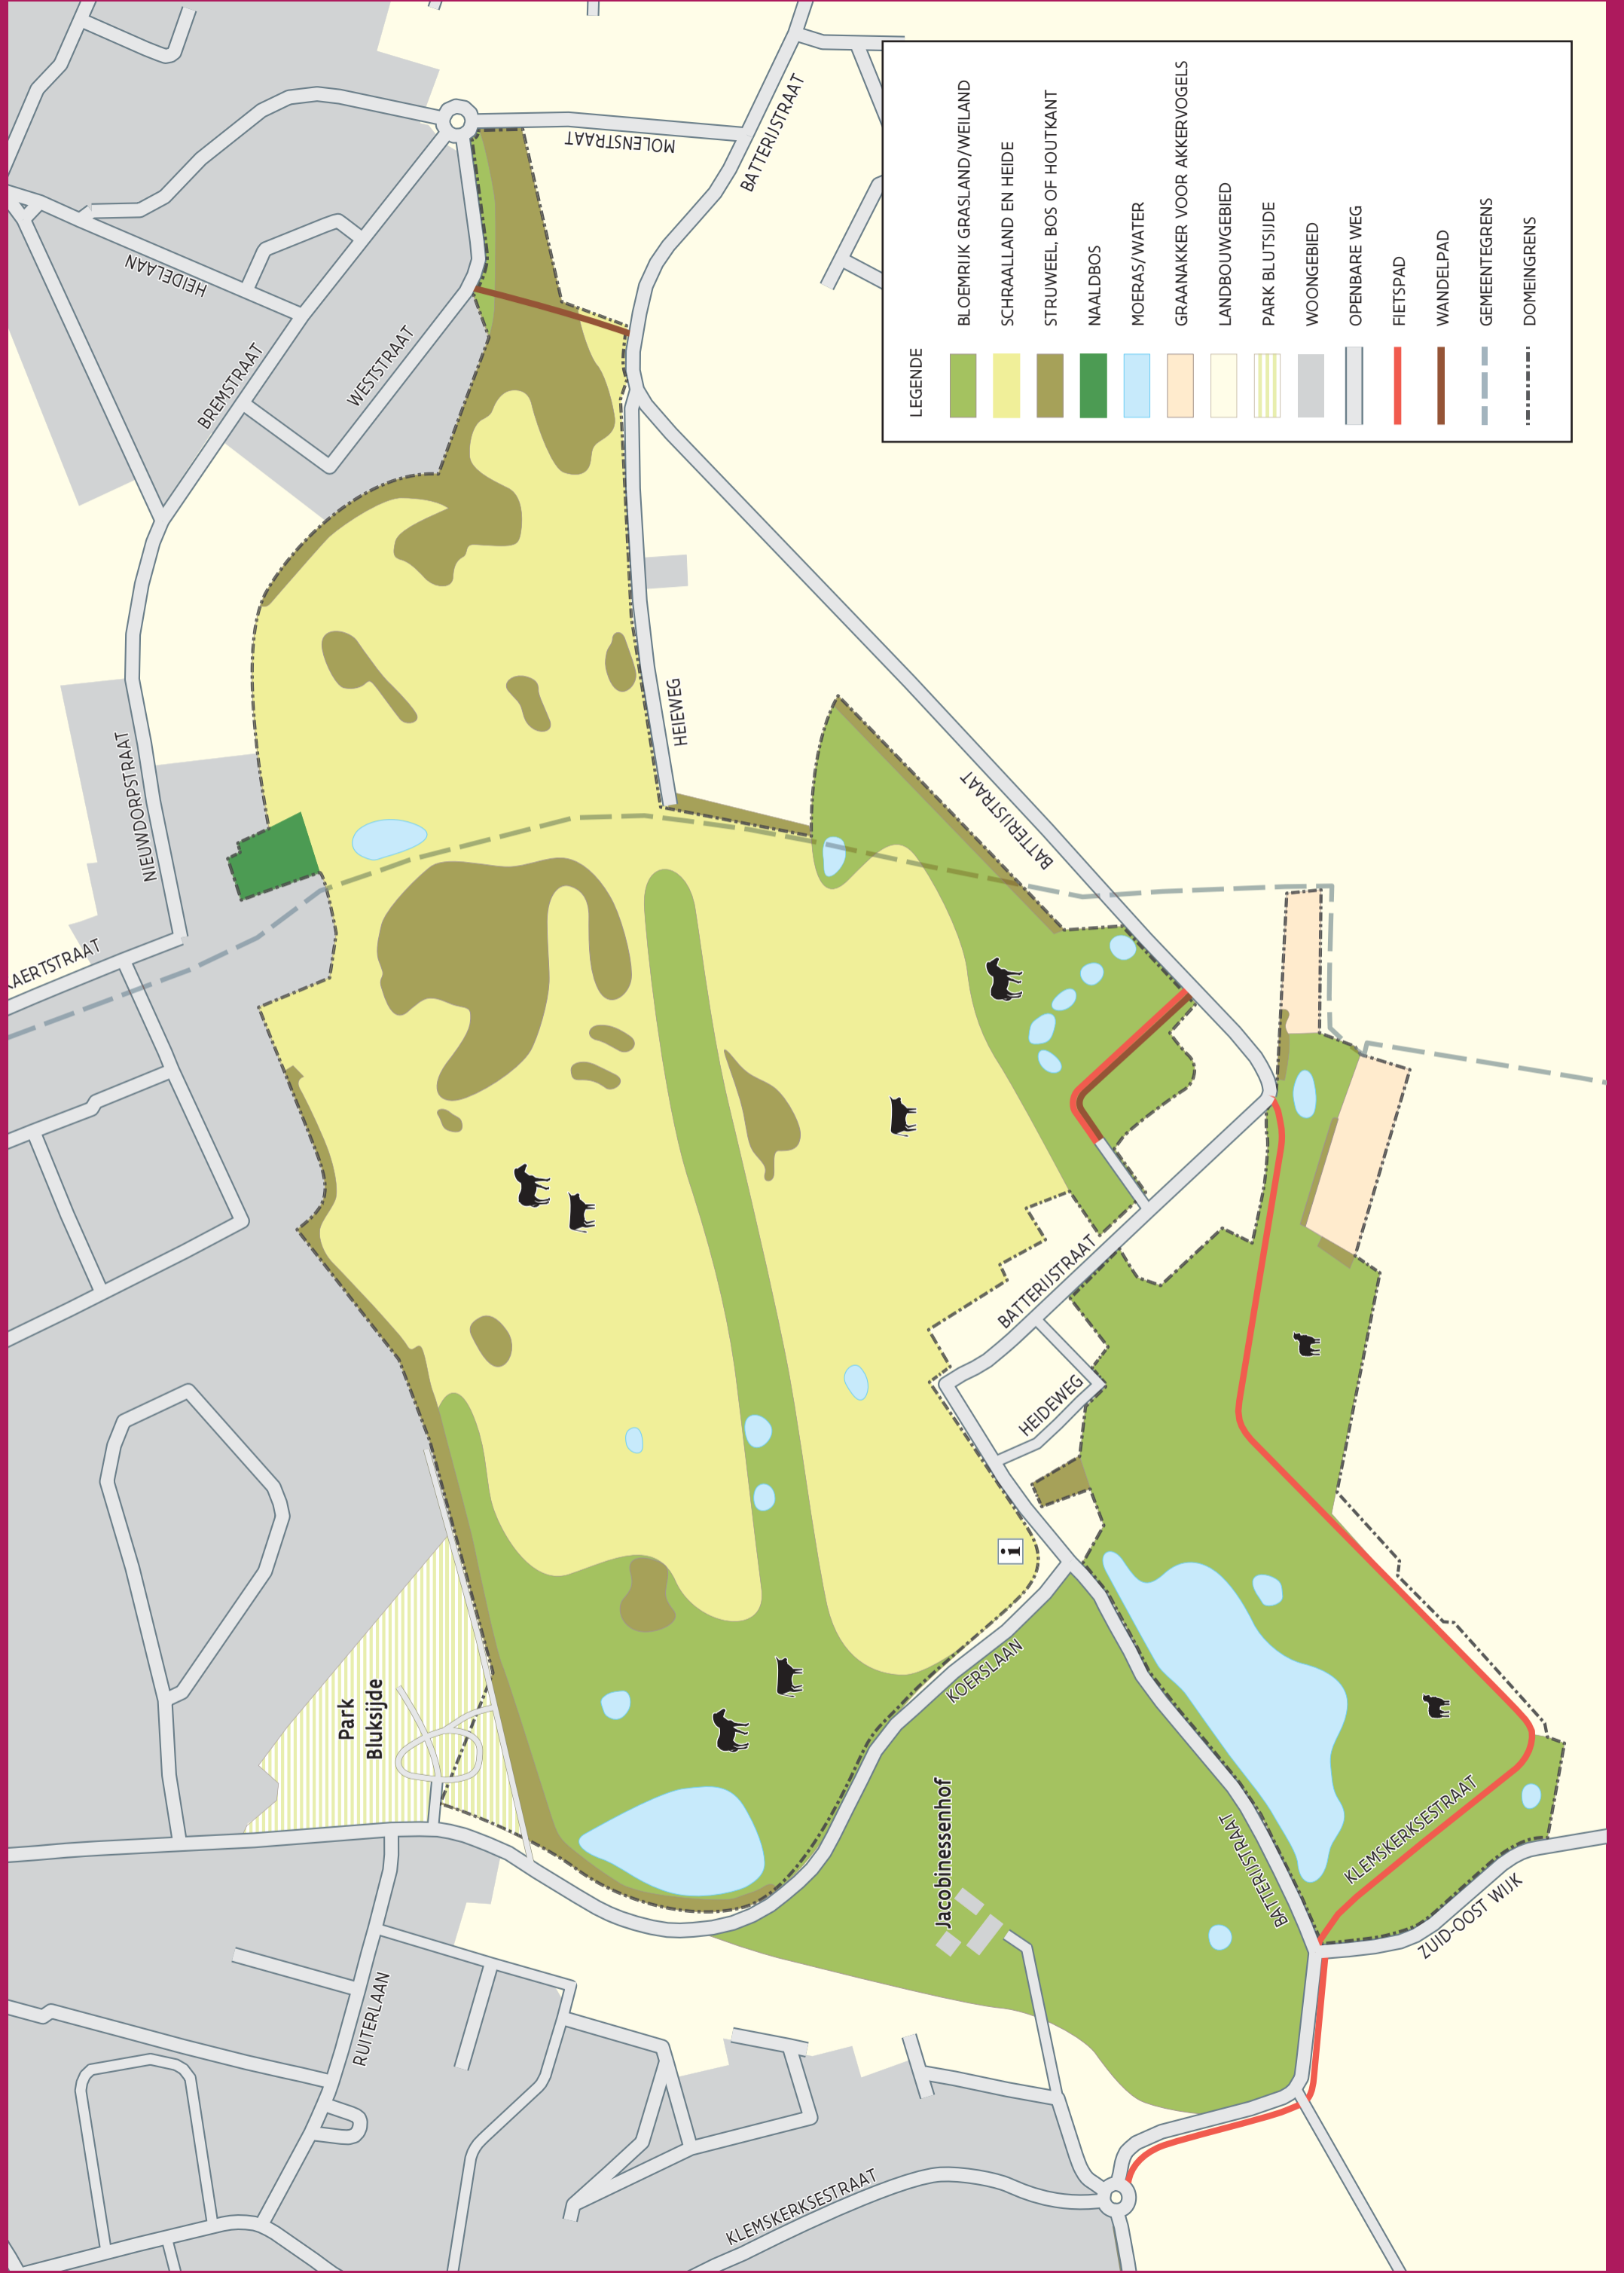 LEGENDE
BLOEMRIJK GRASLAND/WEILAND
SCHRAALLAND EN HEIDE
STRUWEEL, BOS OF HOUTKANT
NAALDBOS
MOERAS/WATER
GRAANAKKER VOOR AKKERVOGELS
LANDBOUWGEBIED
PARK BLUTSIJDE
WOONGEBIED
OPENBARE WEG
FIETSPAD
WANDELPAD
GEMEENTEGRENS
DOMEINGRENS
MOLENSTRAAT
BATTERIJSTRAAT
HEIDELAAN
BREMSTRAAT
WESTSTRAAT
NIEUWDORPSTRAAT
KAERTSTRAAT
HEIEWEG
BATTERIJSTRAAT
BATTERIJSTRAAT
HEIDEWEG
i
KOERSLAAN
Park
Bluksijde
Jacobinessenhof
BATTERIJSTRAAT
KLEMSKERKSESTRAAT
ZUID-OOST WIJK
RUITERLAAN
KLEMSKERKSESTRAAT